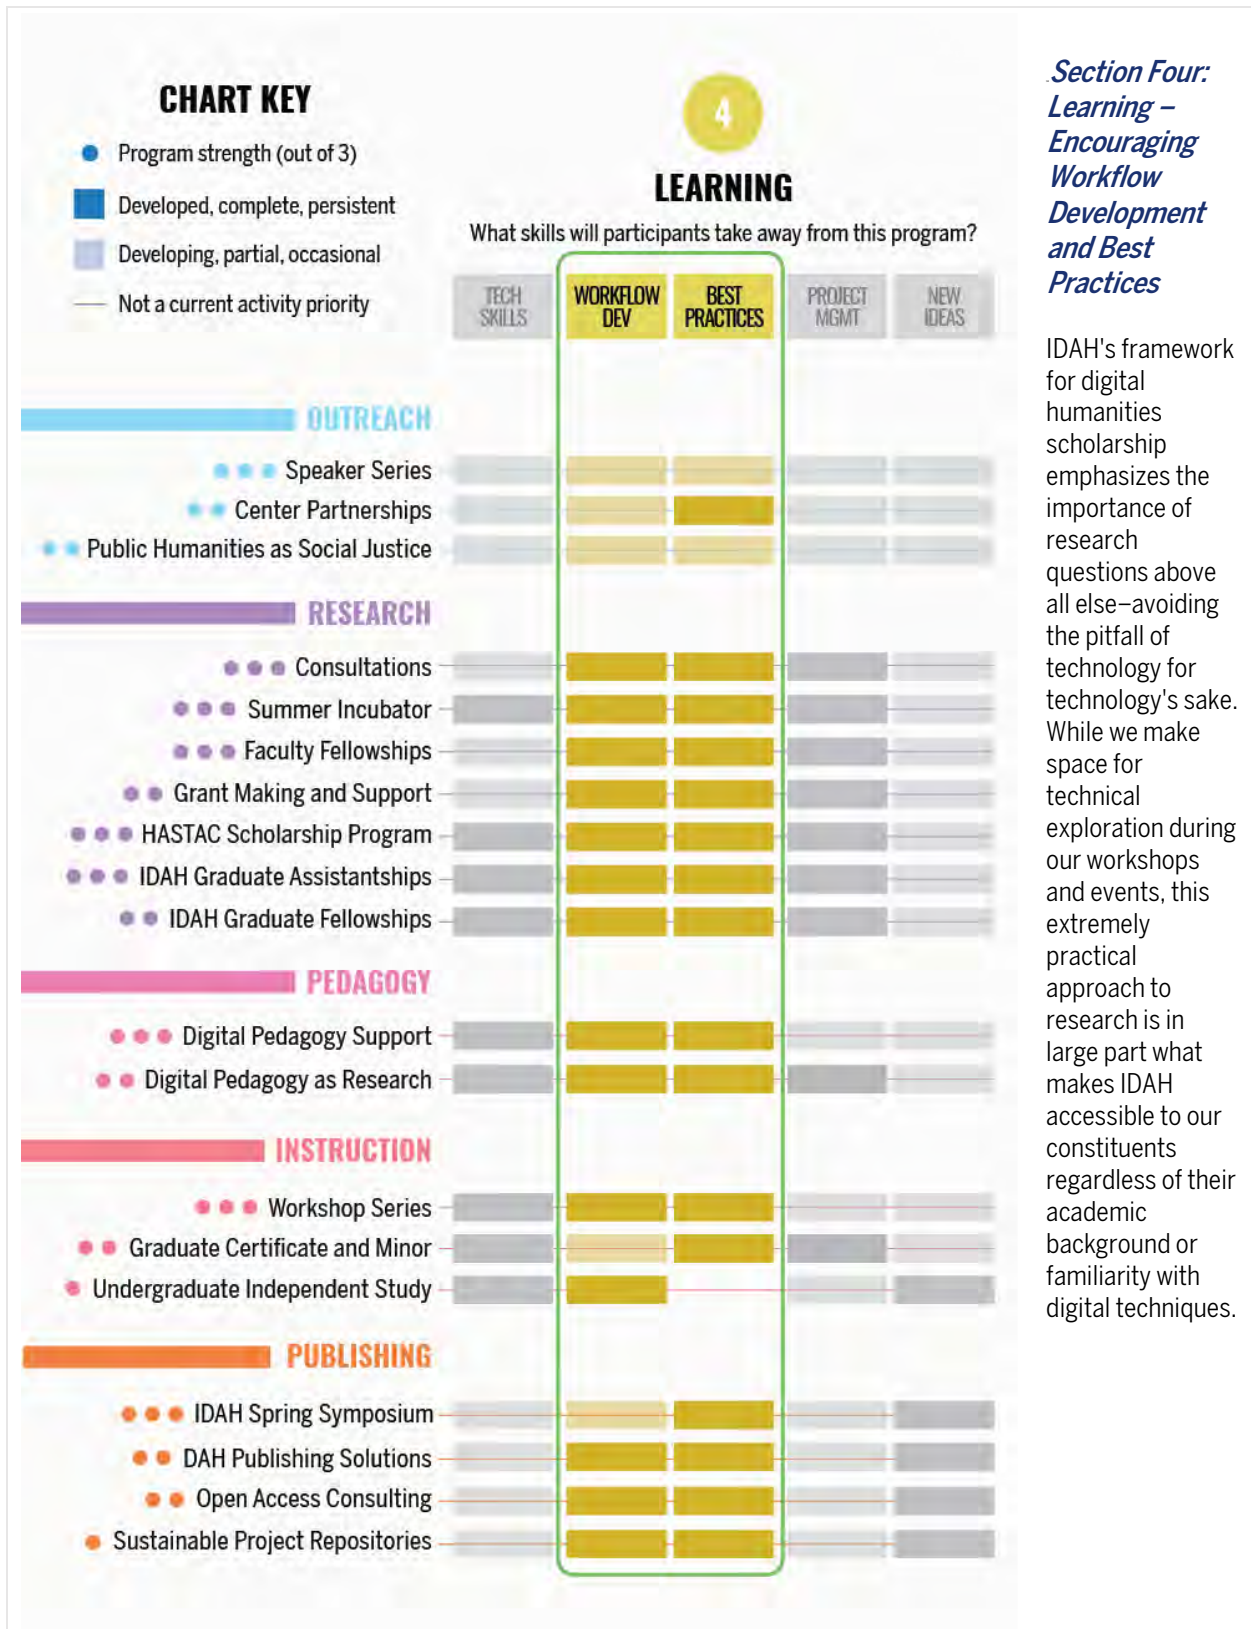 CHART KEY
Program strength (out of 3)
Developed, complete, persistent
Developing, partial, occasional
Not a current activity priority
4
LEARNING
What skills will participants take away from this program?
TECH
SKILLS
WORKFLOW
DEV
BEST
PRACTICES
PROJECT
MGMT
NEW
IDEAS
OUTREACH
Speaker Series
Center Partnerships
Public Humanities as Social Justice
RESEARCH
Consultations
Summer Incubator
Faculty Fellowships
Grant Making and Support
HASTAC Scholarship Program
IDAH Graduate Assistantships
IDAH Graduate Fellowships
PEDAGOGY
Digital Pedagogy Support
Digital Pedagogy as Research
INSTRUCTION
Workshop Series
Graduate Certificate and Minor
Undergraduate Independent Study
PUBLISHING
IDAH Spring Symposium
DAH Publishing Solutions
Open Access Consulting
Sustainable Project Repositories
Section Four:
Learning –
Encouraging
Workflow
Development
and Best
Practices
IDAH's framework
for digital
humanities
scholarship
emphasizes the
importance of
research
questions above
all else–avoiding
the pitfall of
technology for
technology's sake.
While we make
space for
technical
exploration during
our workshops
and events, this
extremely
practical
approach to
research is in
large part what
makes IDAH
accessible to our
constituents
regardless of their
academic
background or
familiarity with
digital techniques.